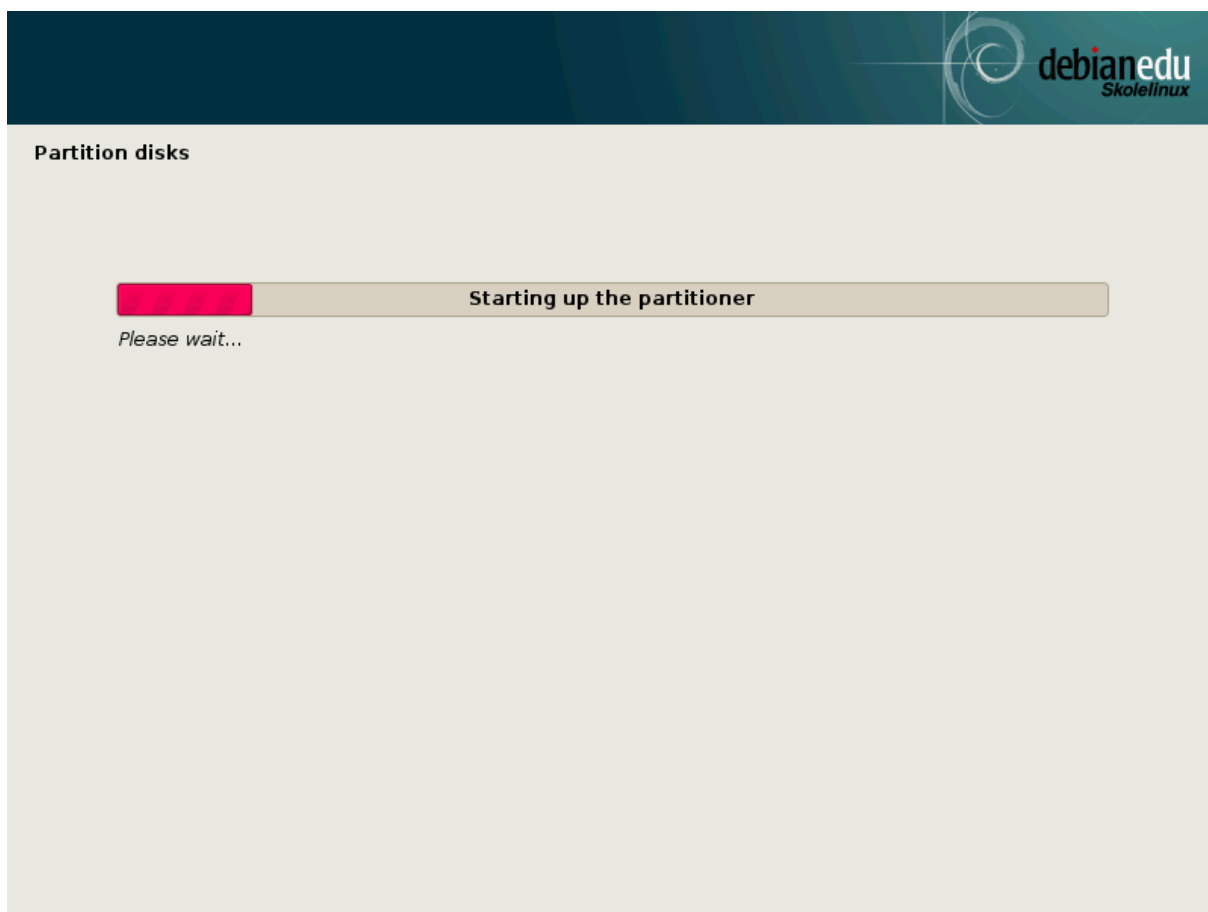 debianedu
Skolelinux
Partition disks
Starting up the partitioner
Please wait...